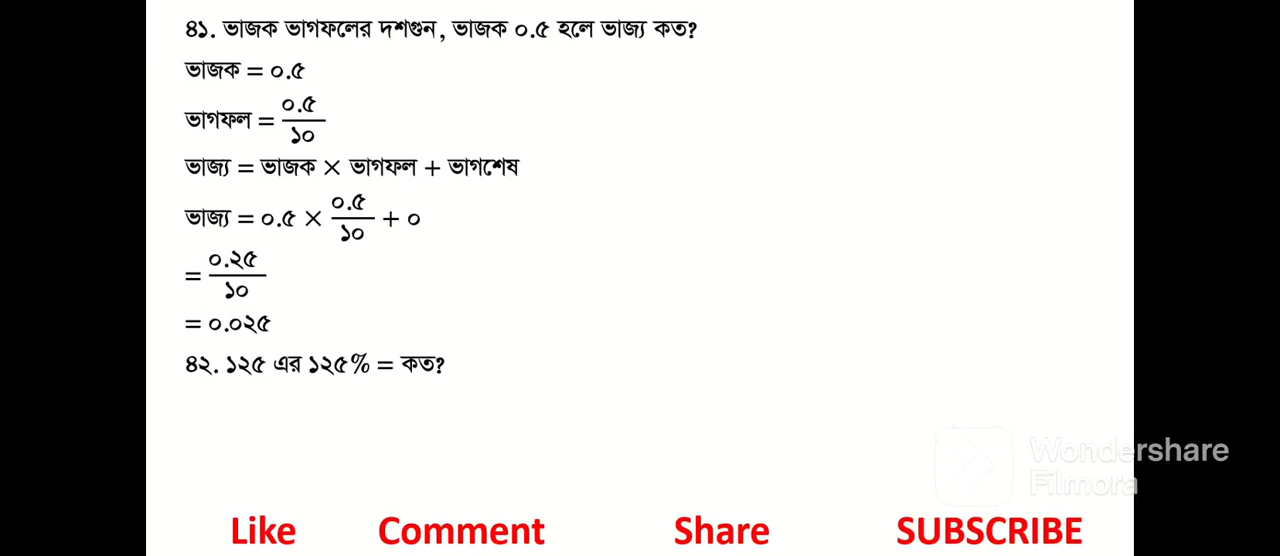 ৪১. ভাজক ভাগফলের দশগুন, ভাজক ০.৫ হলে ভাজ্য কত?
ভাজক = ০.৫
ভাগফল = ০.৫/১০
ভাজ্য = ভাজক × ভাগফল + ভাগশেষ
ভাজ্য = ০.৫ × ০.৫/১০ + ০
= ০.২৫/১০
= ০.০২৫
৪২. ১২৫ এর ১২৫% = কত?
Wondershare
Filmora
Like Comment Share SUBSCRIBE